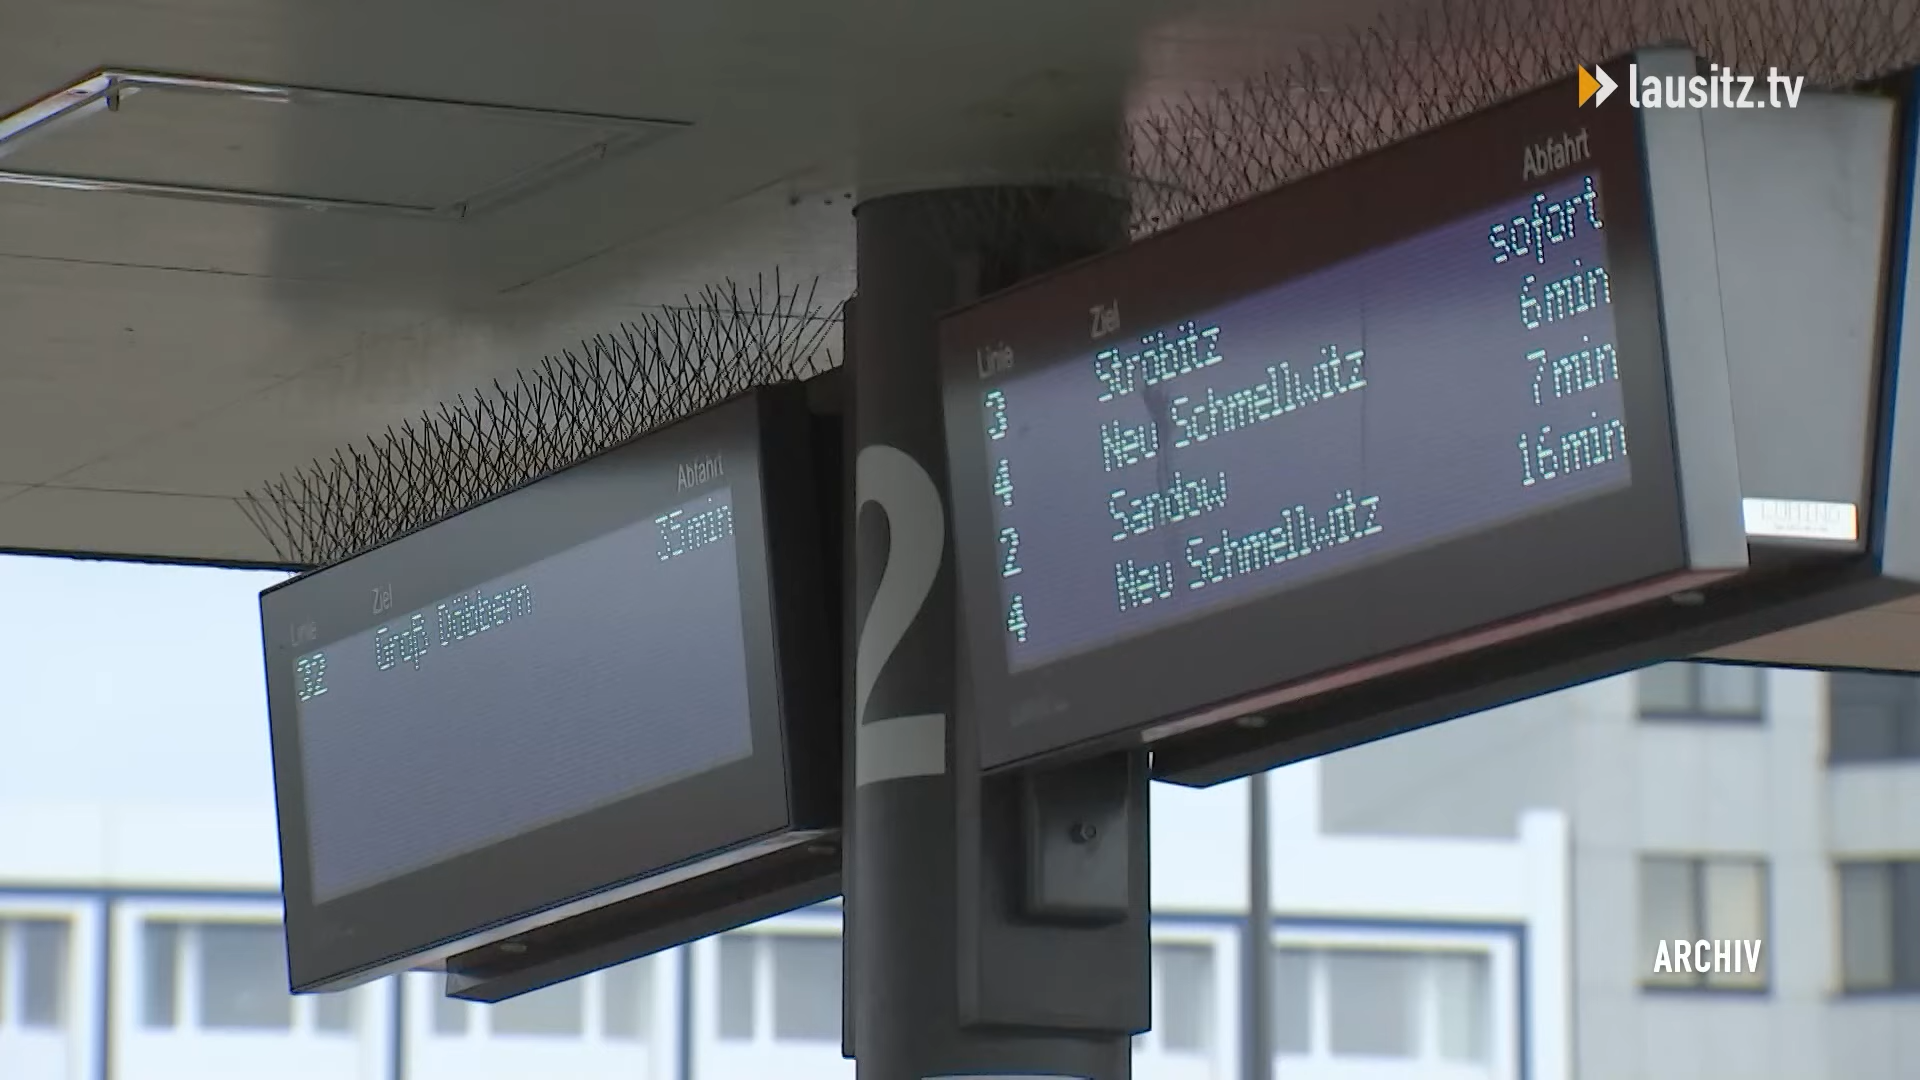 lausitz.tv
Linie Ziel Abfahrt
3 Ströbitz sofort
4 Neu Schmellwitz 6min
2 Sandow 7min
4 Neu Schmellwitz 16min
2
Linie Ziel Abfahrt
32 Groß Döbbern 35min
ARCHIV